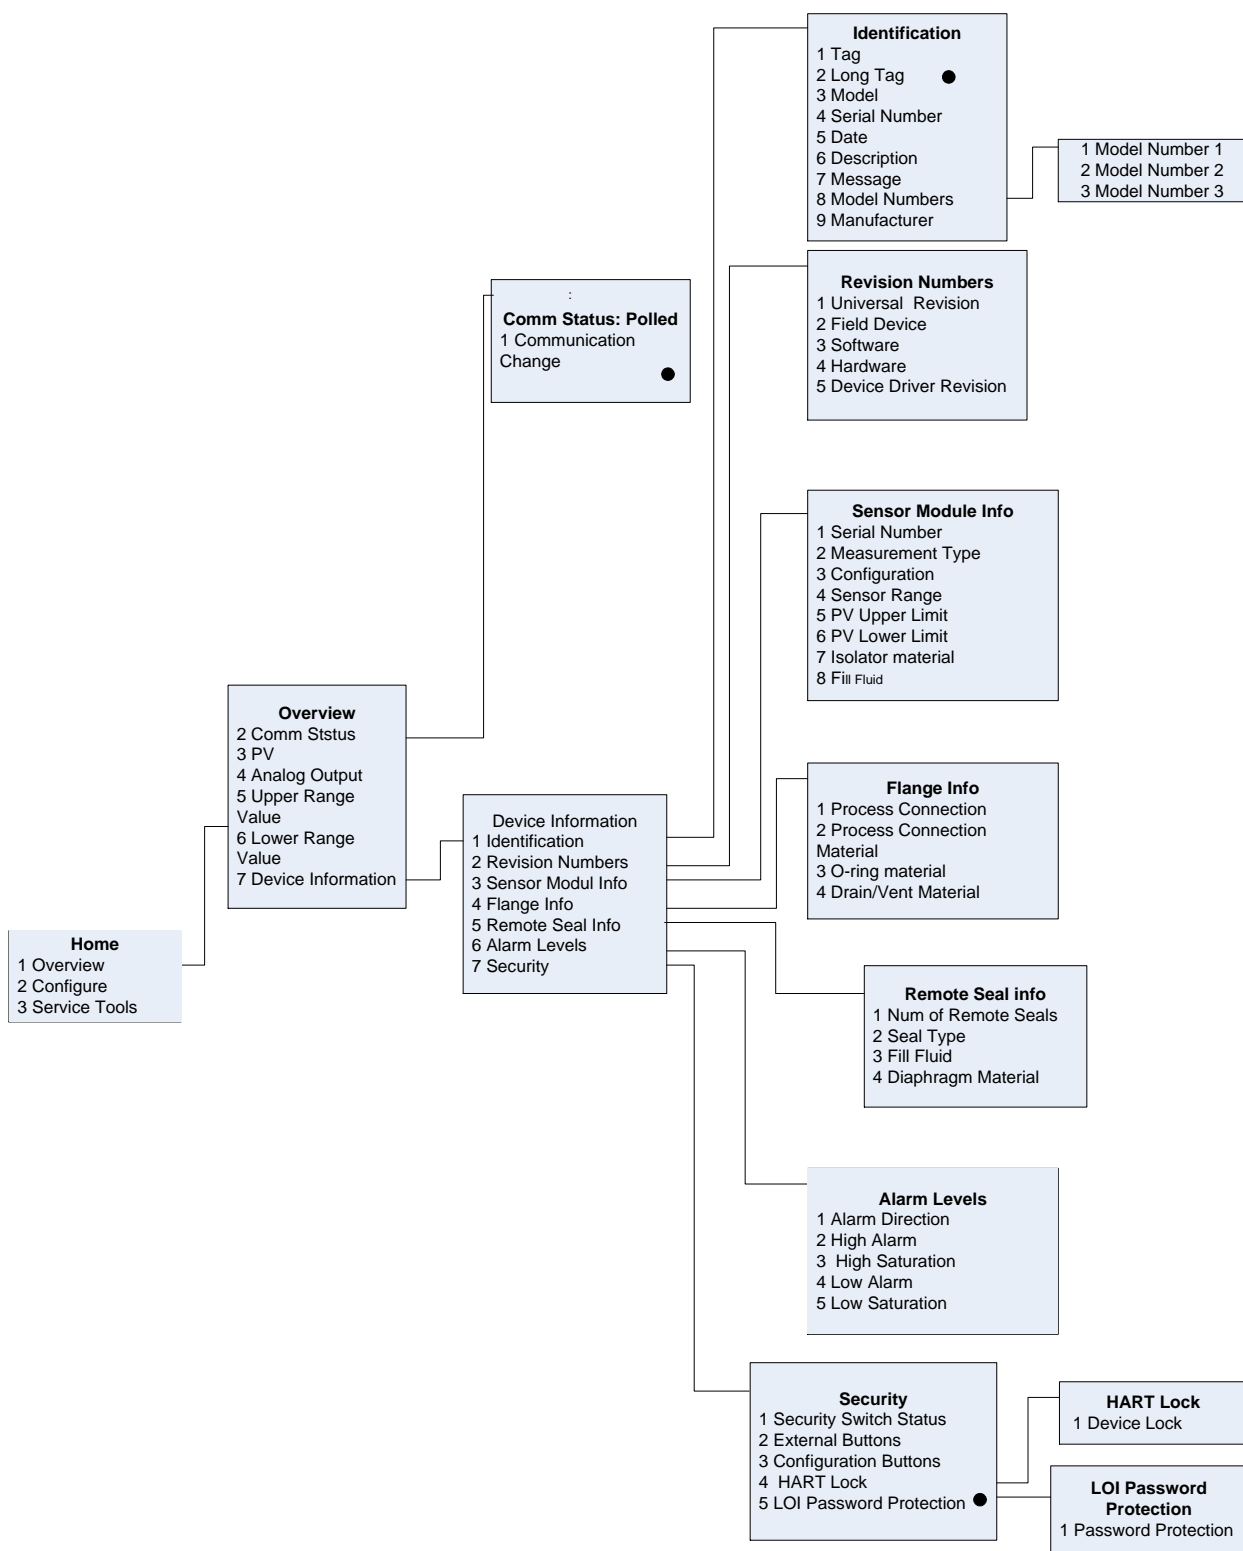 Identification
1 Tag
2 Long Tag
3 Model
4 Serial Number
5 Date
6 Description
7 Message
8 Model Numbers
9 Manufacturer
1 Model Number 1
2 Model Number 2
3 Model Number 3
Revision Numbers
1 Universal  Revision
2 Field Device
3 Software
4 Hardware
5 Device Driver Revision
:
Comm Status: Polled
1 Communication
Change
Sensor Module Info
1 Serial Number
2 Measurement Type
3 Configuration
4 Sensor Range
5 PV Upper Limit
6 PV Lower Limit
7 Isolator material
8 Fill Fluid
Overview
2 Comm Ststus
3 PV
4 Analog Output
5 Upper Range
Value
6 Lower Range
Value
7 Device Information
Flange Info
1 Process Connection
2 Process Connection
Material
3 O-ring material
4 Drain/Vent Material
Device Information
1 Identification
2 Revision Numbers
3 Sensor Modul Info
4 Flange Info
5 Remote Seal Info
6 Alarm Levels
7 Security
Home
1 Overview
2 Configure
3 Service Tools
Remote Seal info
1 Num of Remote Seals
2 Seal Type
3 Fill Fluid
4 Diaphragm Material
Alarm Levels
1 Alarm Direction
2 High Alarm
3  High Saturation
4 Low Alarm
5 Low Saturation
Security
1 Security Switch Status
2 External Buttons
3 Configuration Buttons
4  HART Lock
5 LOI Password Protection
HART Lock
1 Device Lock
LOI Password
Protection
1 Password Protection